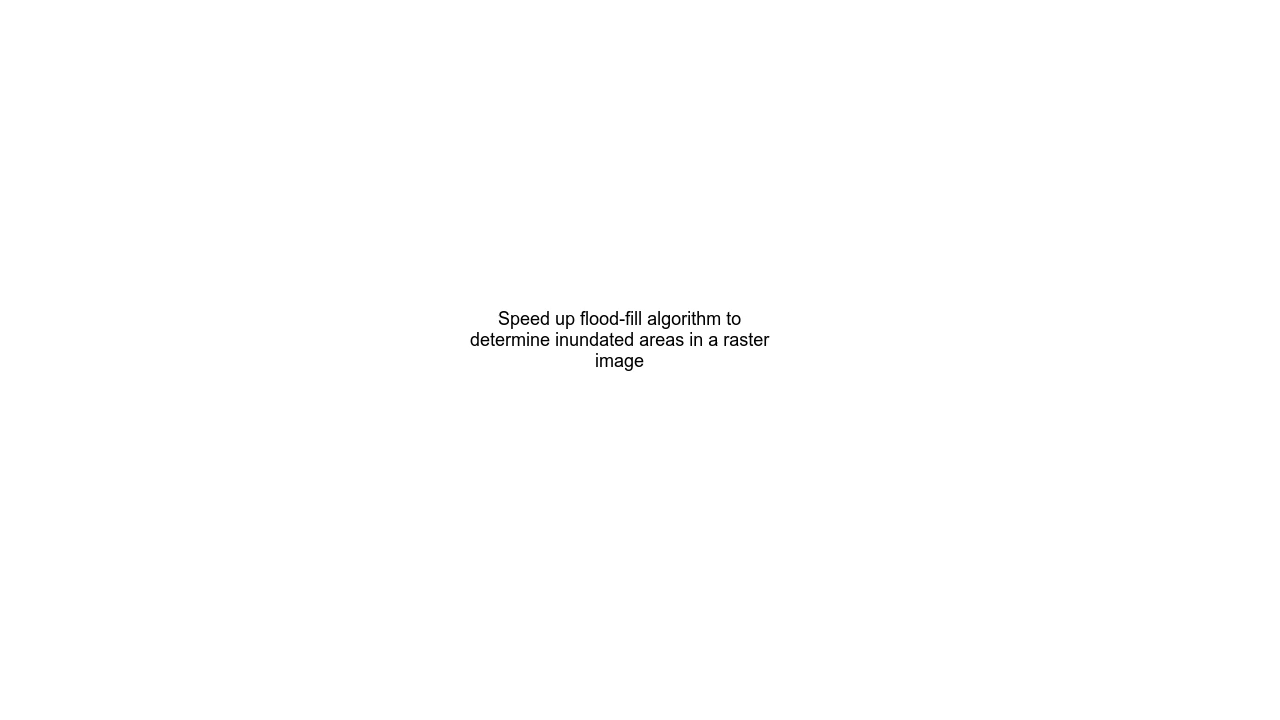 Speed up flood-fill algorithm to
determine inundated areas in a raster
image